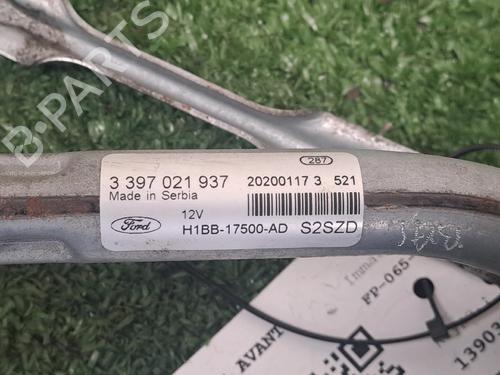 B-PARTS
287
3 397 021 937
20200117 3 521
Made in Serbia
12V
Ford
H1BB-17500-AD S2SZD
AVANT
FP-065-
13903